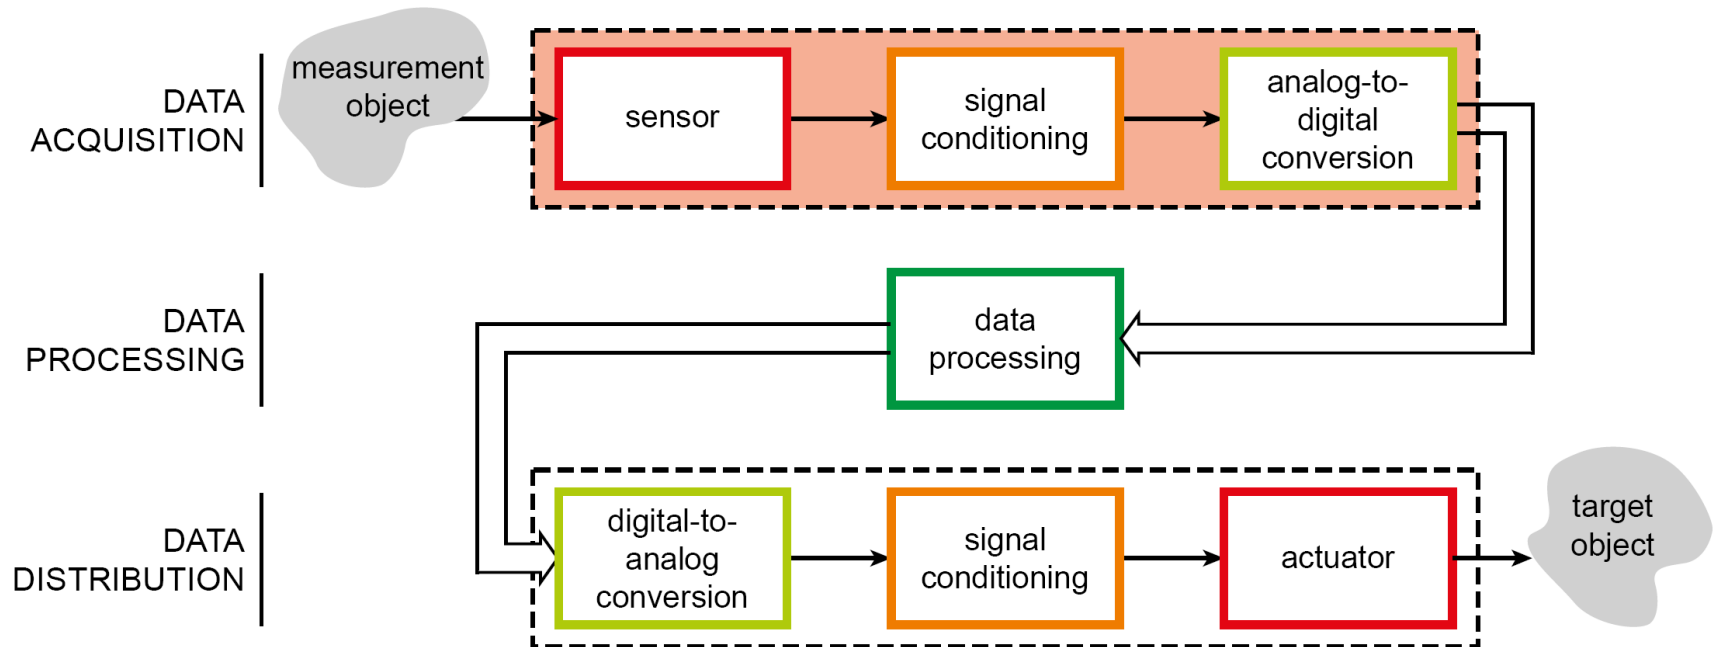 DATA
ACQUISITION
measurement
object
sensor
signal
conditioning
analog-to-
digital
conversion
DATA
PROCESSING
data
processing
DATA
DISTRIBUTION
digital-to-
analog
conversion
signal
conditioning
actuator
target
object